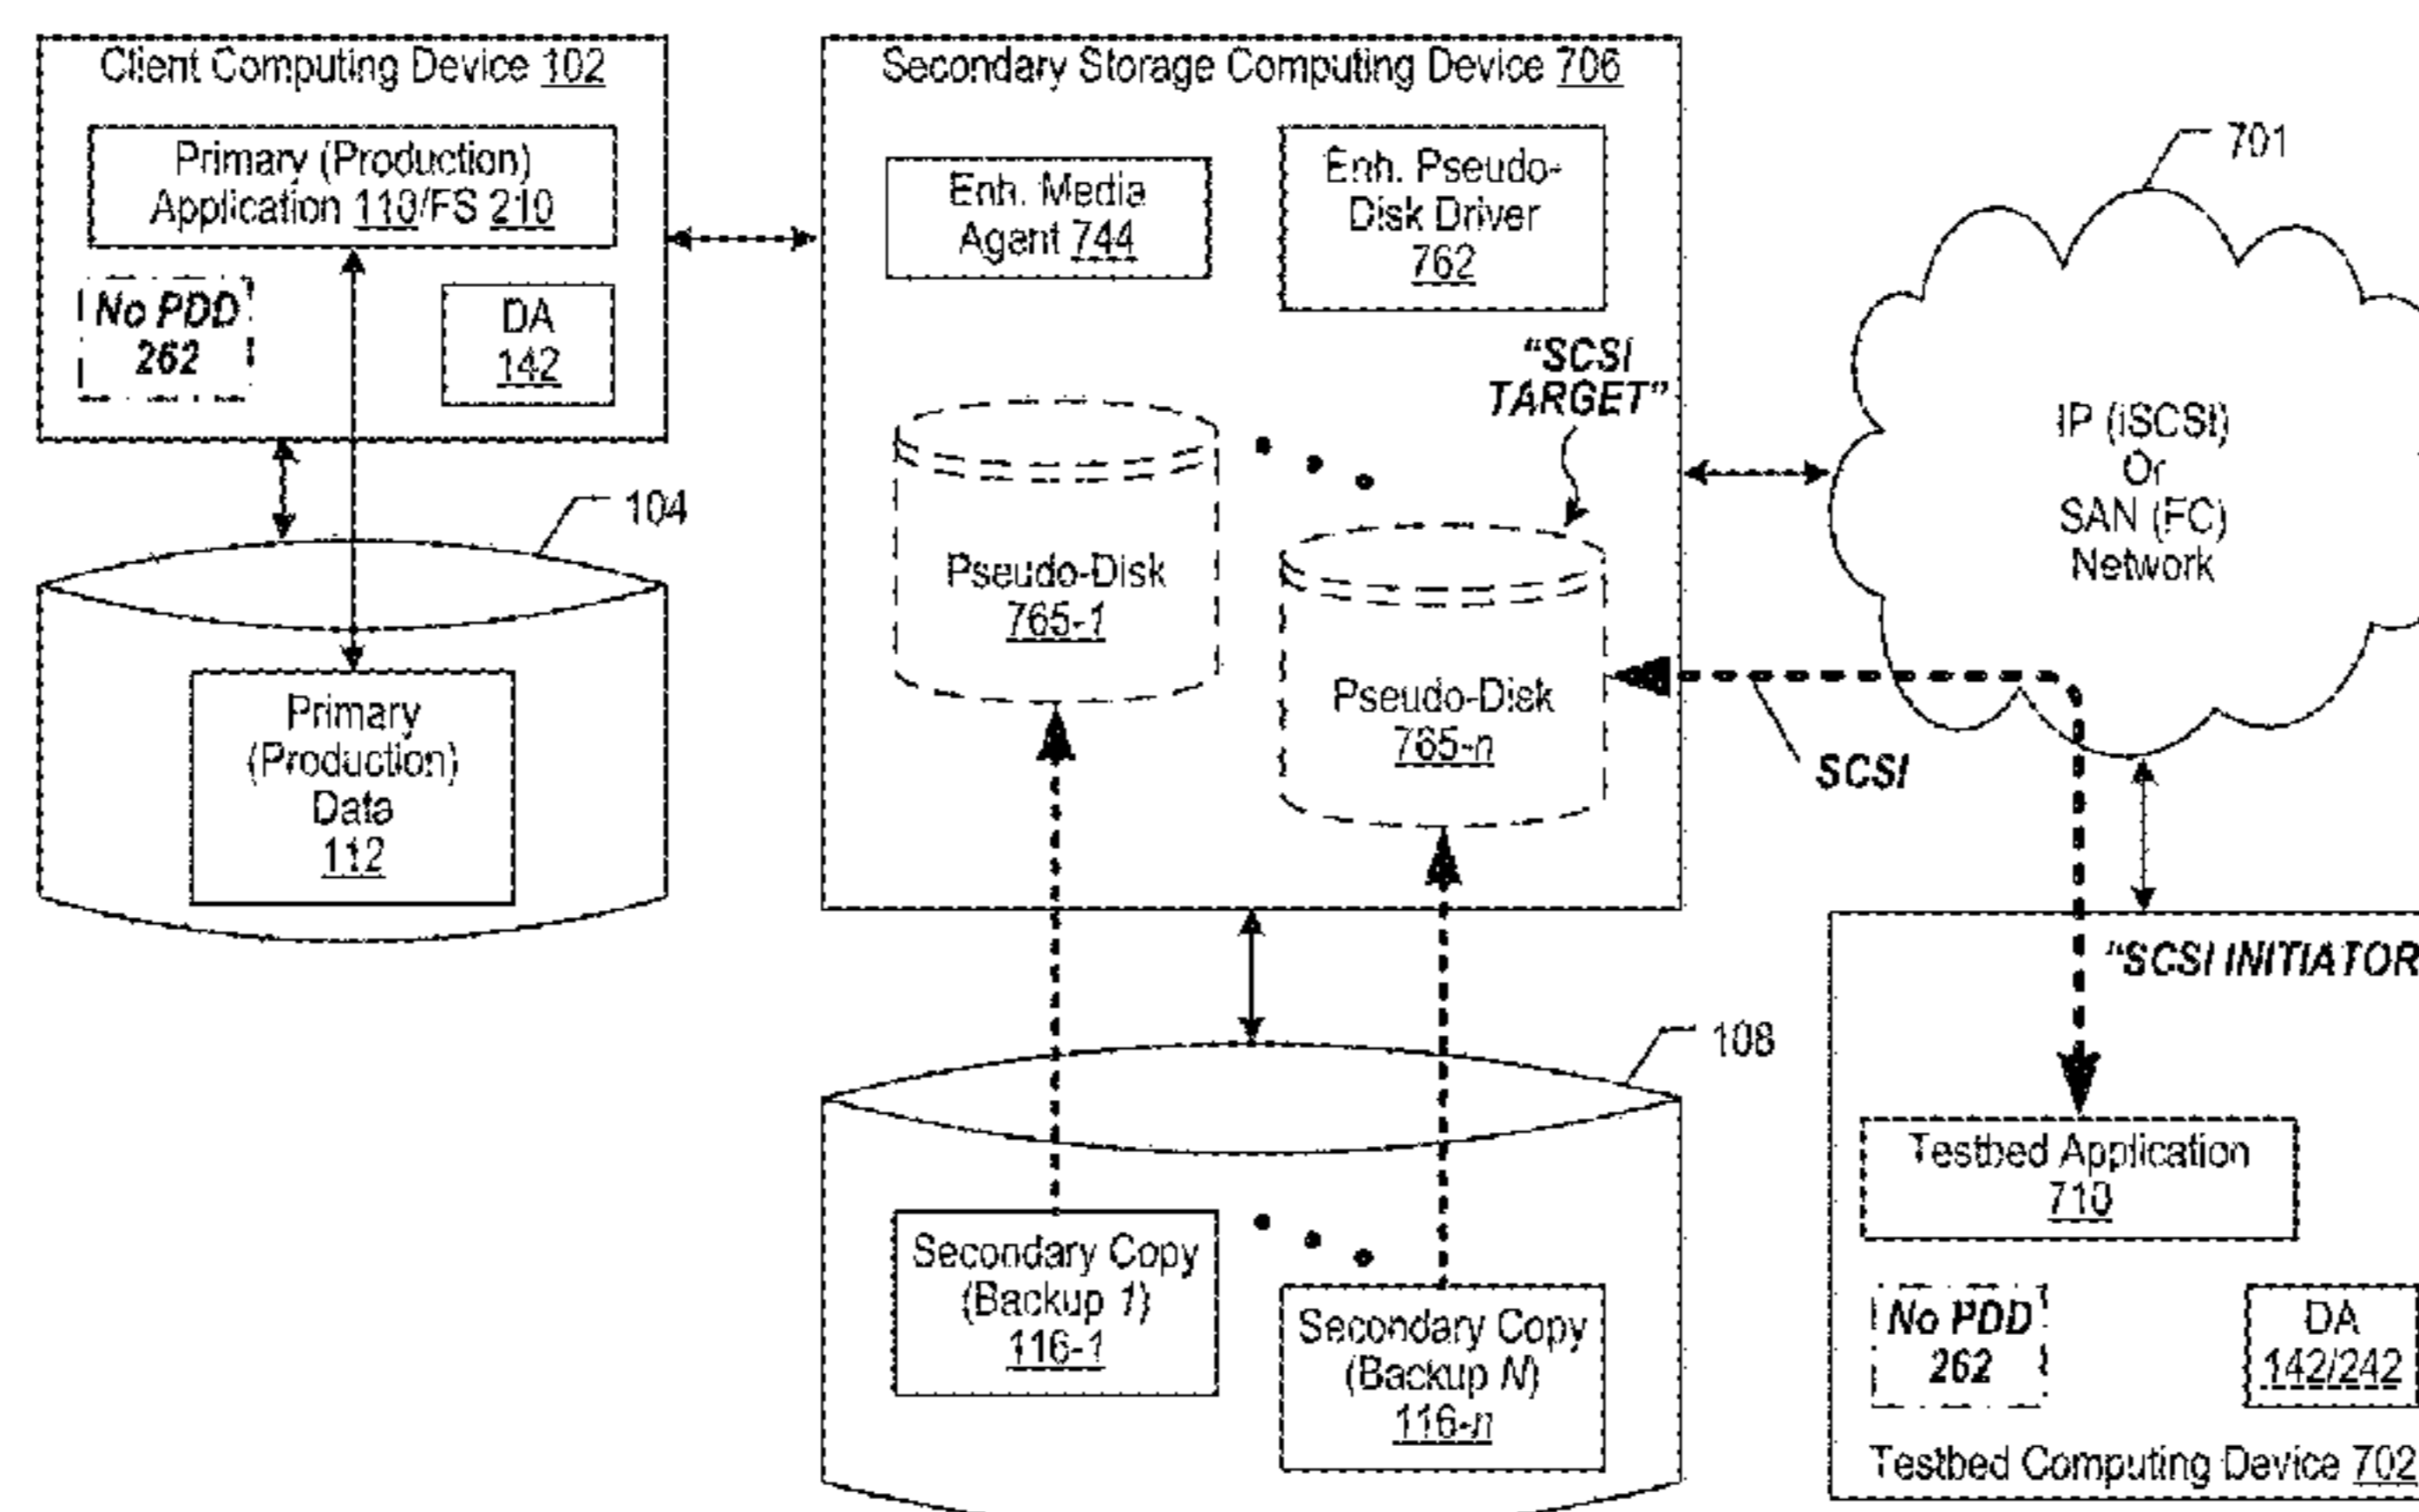 Client Computing Device 102
Primary (Production)
Application 110/FS 210
No PDD
262
DA
142
104
Primary
(Production)
Data
112
Secondary Storage Computing Device 706
Enh. Media
Agent 744
Enh. Pseudo-
Disk Driver
762
"SCSI
TARGET"
Pseudo-Disk
765-1
Pseudo-Disk
765-n
SCSI
701
IP (iSCSI)
Or
SAN (FC)
Network
108
Secondary Copy
(Backup 1)
116-1
Secondary Copy
(Backup N)
116-n
"SCSI INITIATOR
Testbed Application
710
No PDD
262
DA
142/242
Testbed Computing Device 702